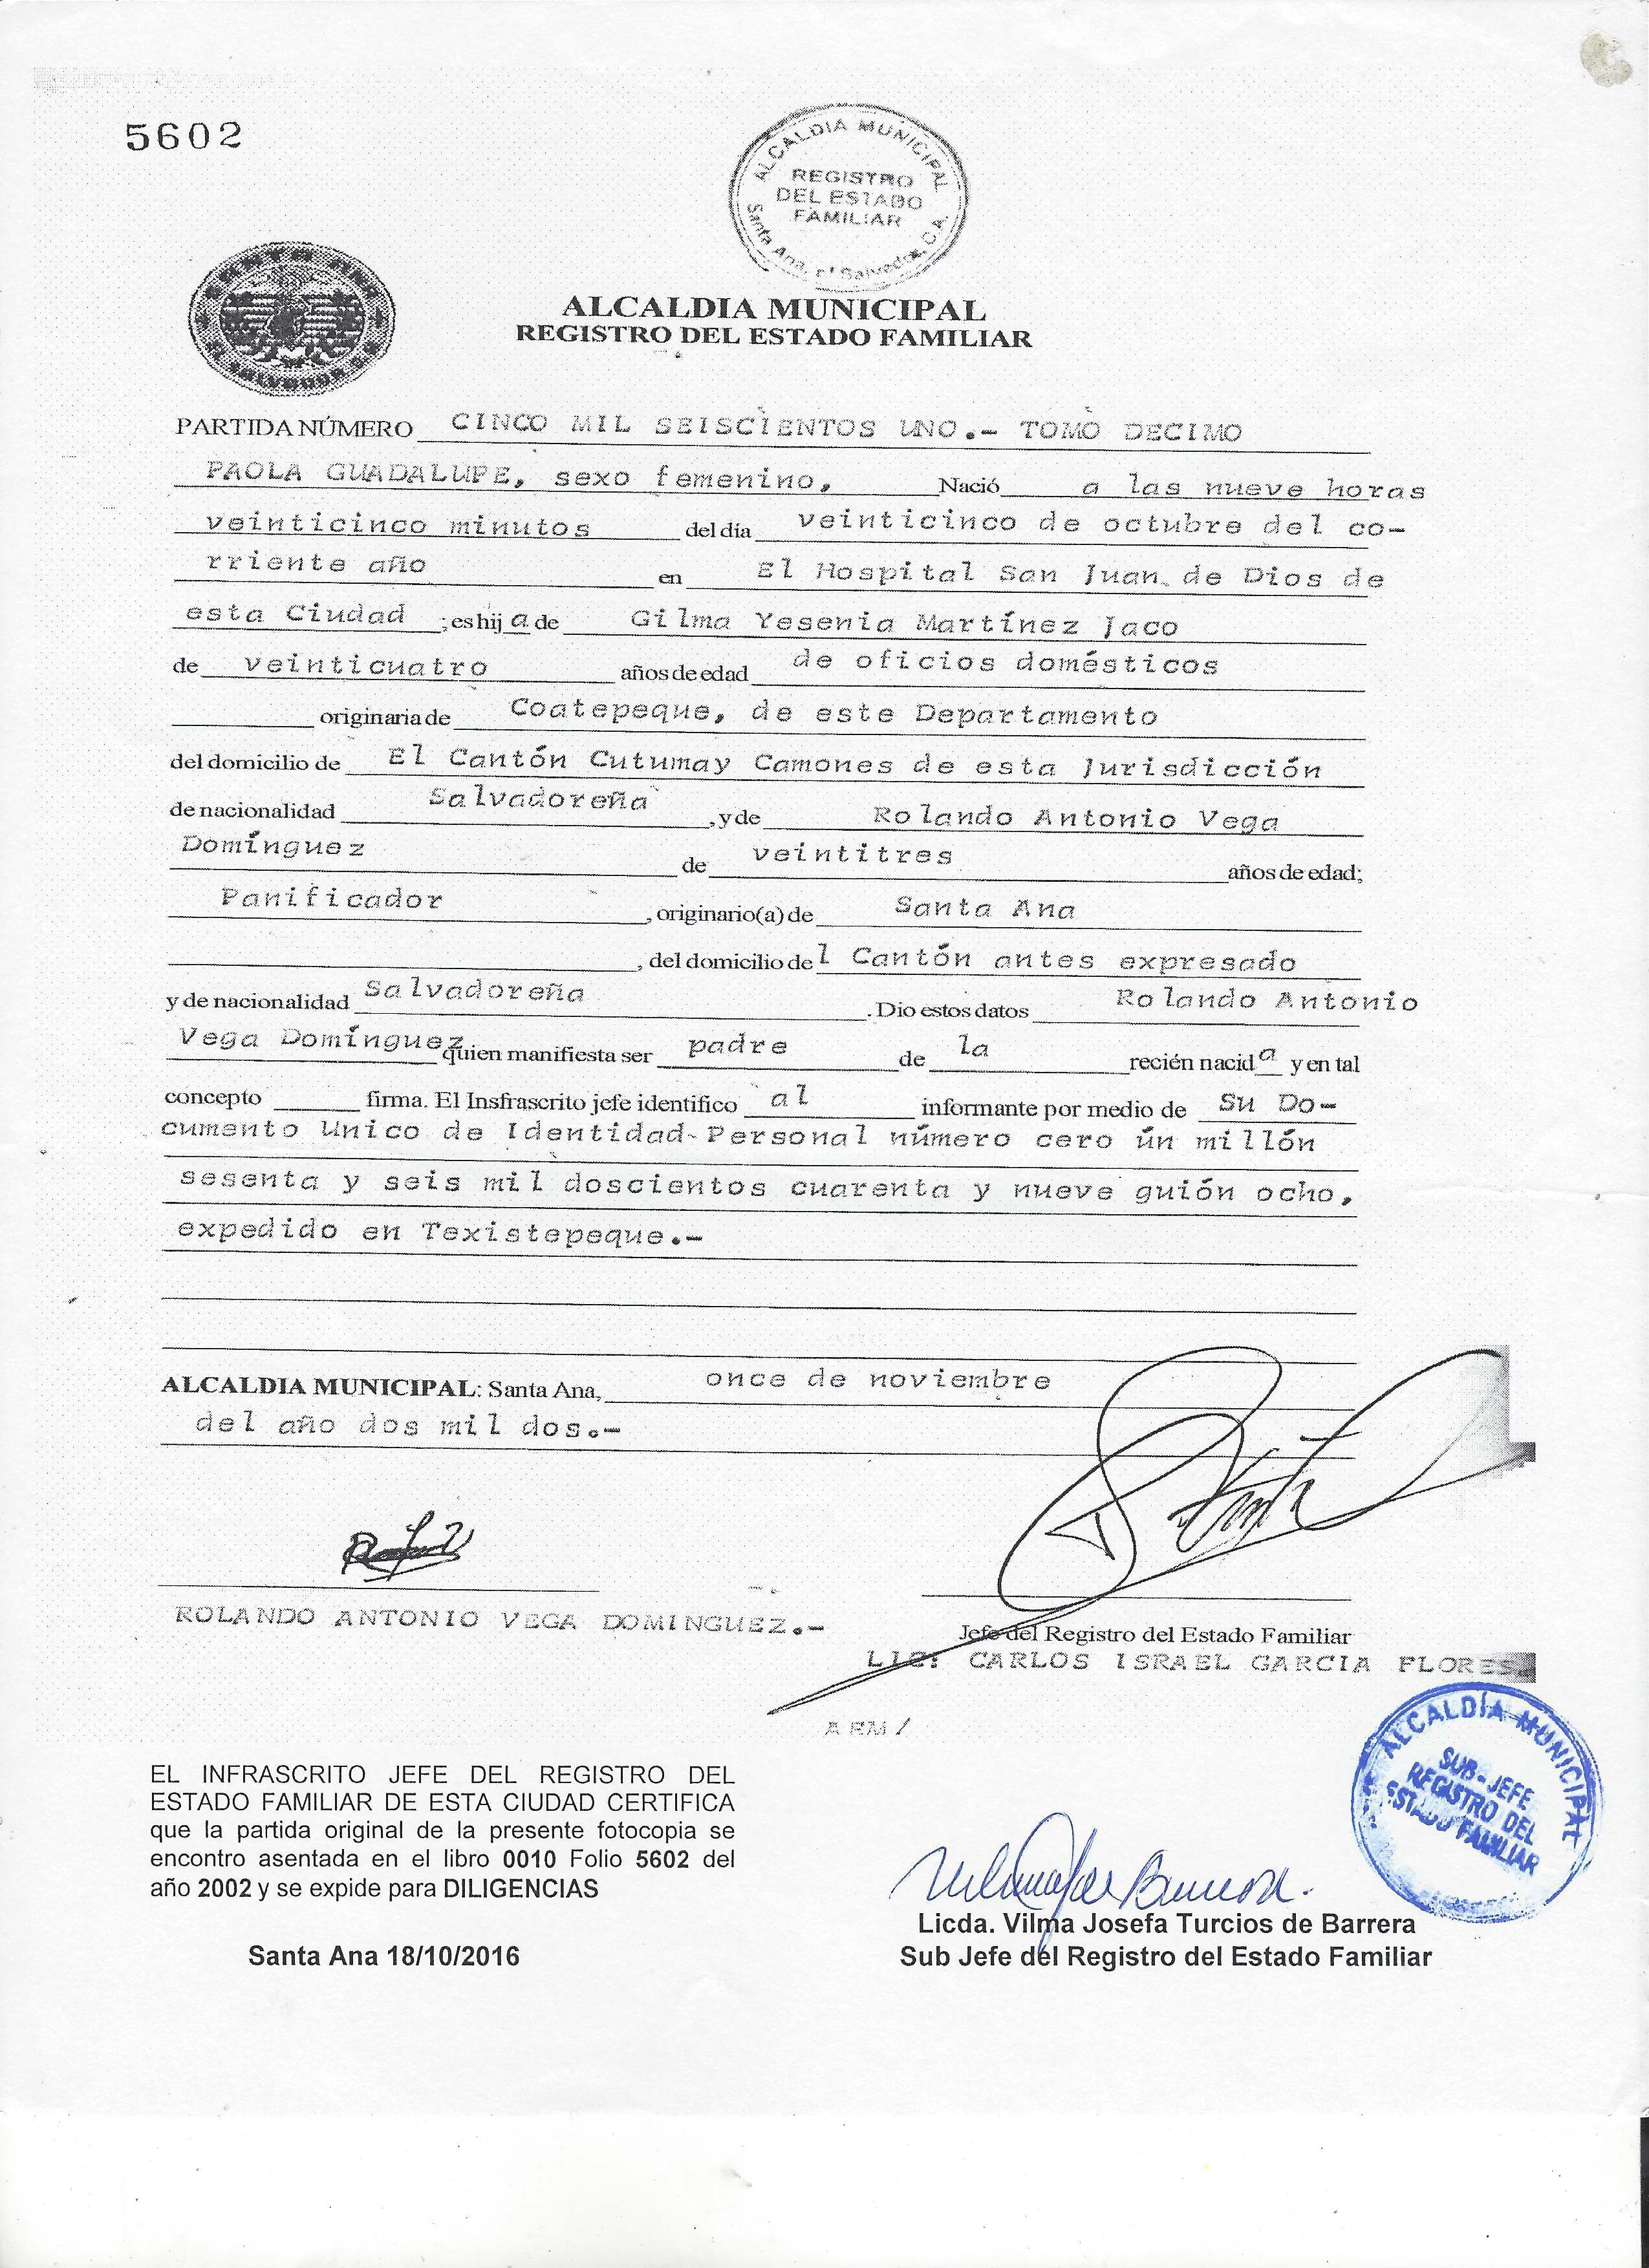 5602
ALCALDIA MUNICIPAL
REGISTRO
DEL ESTADO
FAMILIAR
Santa Ana, El Salvador, C.A.
ALCALDIA MUNICIPAL
REGISTRO DEL ESTADO FAMILIAR
PARTIDA NÚMERO CINCO MIL SEISCIENTOS UNO.- TOMO DECIMO
PAOLA GUADALUPE, sexo femenino, Nació a las nueve horas
veinticinco minutos del día veinticinco de octubre del co-
rriente año en El Hospital San Juan de Dios de
esta Ciudad ; es hij a de Gilma Yesenia Martínez Jaco
de veinticuatro años de edad de oficios domésticos
originaria de Coatepeque, de este Departamento
del domicilio de El Cantón Cutumay Camones de esta Jurisdicción
de nacionalidad Salvadoreña , y de Rolando Antonio Vega
Domínguez de veintitres años de edad;
Panificador , originario(a) de Santa Ana
, del domicilio de l Cantón antes expresado
y de nacionalidad Salvadoreña . Dio estos datos Rolando Antonio
Vega Domínguez quien manifiesta ser padre de la recién nacid a y en tal
concepto firma. El Insfrascrito jefe identifico al informante por medio de Su Do-
cumento Unico de Identidad Personal número cero ún millón
sesenta y seis mil doscientos cuarenta y nueve guión ocho,
expedido en Texistepeque.-
ALCALDIA MUNICIPAL: Santa Ana, once de noviembre
del año dos mil dos.-
ROLANDO ANTONIO VEGA DOMINGUEZ.-
Jefe del Registro del Estado Familiar
LIC: CARLOS ISRAEL GARCIA FLORES
ALCALDÍA MUNICIPAL
SUB-JEFE
REGISTRO DEL
ESTADO FAMILIAR
EL INFRASCRITO JEFE DEL REGISTRO DEL
ESTADO FAMILIAR DE ESTA CIUDAD CERTIFICA
que la partida original de la presente fotocopia se
encontro asentada en el libro 0010 Folio 5602 del
año 2002 y se expide para DILIGENCIAS
Santa Ana 18/10/2016
Licda. Vilma Josefa Turcios de Barrera
Sub Jefe del Registro del Estado Familiar